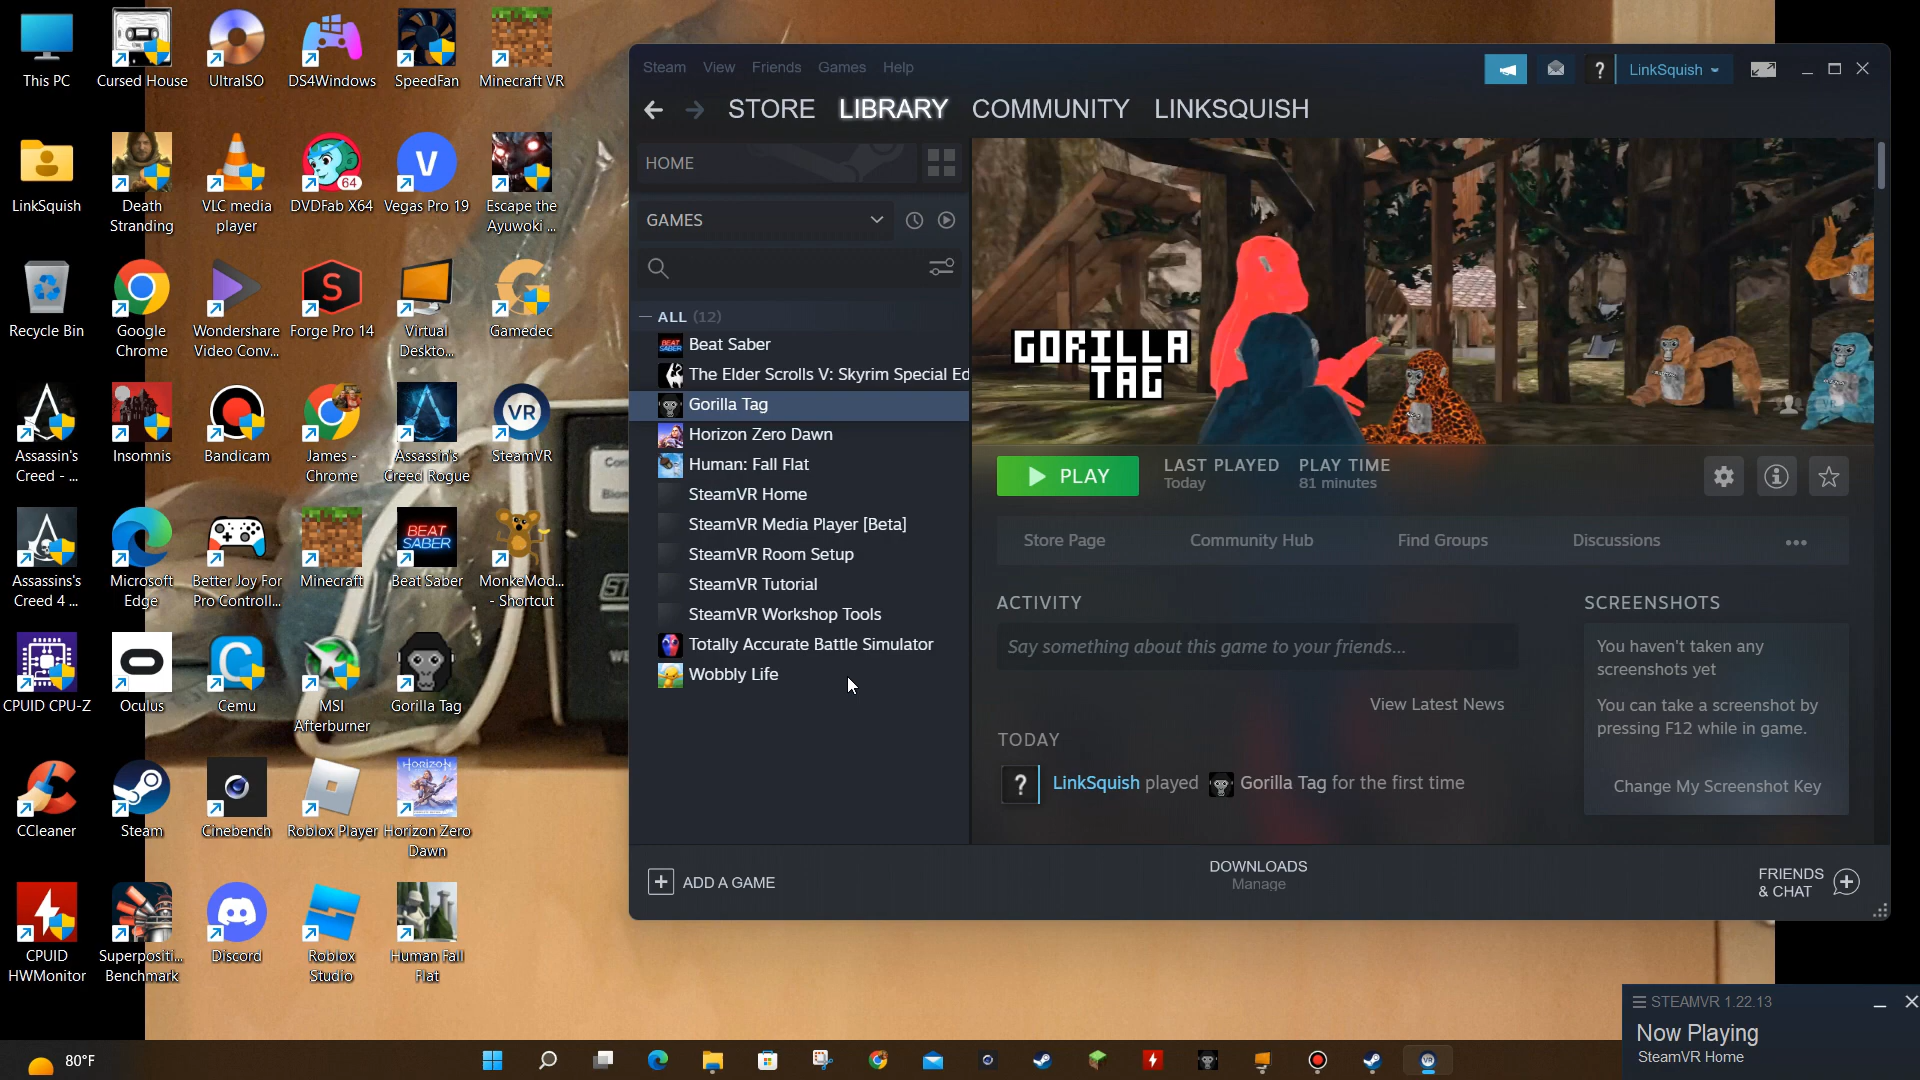 This PC
Cursed House
UltraISO
DS4Windows
SpeedFan
Minecraft VR
LinkSquish
Death
Stranding
VLC media
player
64
DVDFab X64
V
Vegas Pro 19
Escape the
Ayuwoki ...
Recycle Bin
Google
Chrome
Wondershare
Video Conv...
S
Forge Pro 14
Virtual
Deskto...
Gamedec
Assassin's
Creed - ...
Insomnis
Bandicam
James -
Chrome
Assassin's
Creed Rogue
VR
SteamVR
Assassins's
Creed 4 ...
Microsoft
Edge
Better Joy For
Pro Controll...
Minecraft
BEAT
SABER
Beat Saber
MonkeMod...
- Shortcut
CPUID CPU-Z
Oculus
Cemu
MSI
Afterburner
Gorilla Tag
CCleaner
Steam
Cinebench
Roblox Player
HORIZON
Horizon Zero
Dawn
CPUID
HWMonitor
Superpositi...
Benchmark
Discord
Roblox
Studio
Human Fall
Flat
Steam View Friends Games Help
? LinkSquish
STORE LIBRARY COMMUNITY LINKSQUISH
HOME
GAMES
ALL (12)
Beat Saber
The Elder Scrolls V: Skyrim Special Ed
Gorilla Tag
Horizon Zero Dawn
Human: Fall Flat
SteamVR Home
SteamVR Media Player [Beta]
SteamVR Room Setup
SteamVR Tutorial
SteamVR Workshop Tools
Totally Accurate Battle Simulator
Wobbly Life
GORILLA
TAG
PLAY
LAST PLAYED
Today
PLAY TIME
81 minutes
Store Page Community Hub Find Groups Discussions
ACTIVITY
Say something about this game to your friends...
View Latest News
TODAY
? LinkSquish played Gorilla Tag for the first time
SCREENSHOTS
You haven't taken any
screenshots yet
You can take a screenshot by
pressing F12 while in game.
Change My Screenshot Key
ADD A GAME
DOWNLOADS
Manage
FRIENDS
& CHAT
STEAMVR 1.22.13
Now Playing
SteamVR Home
80°F